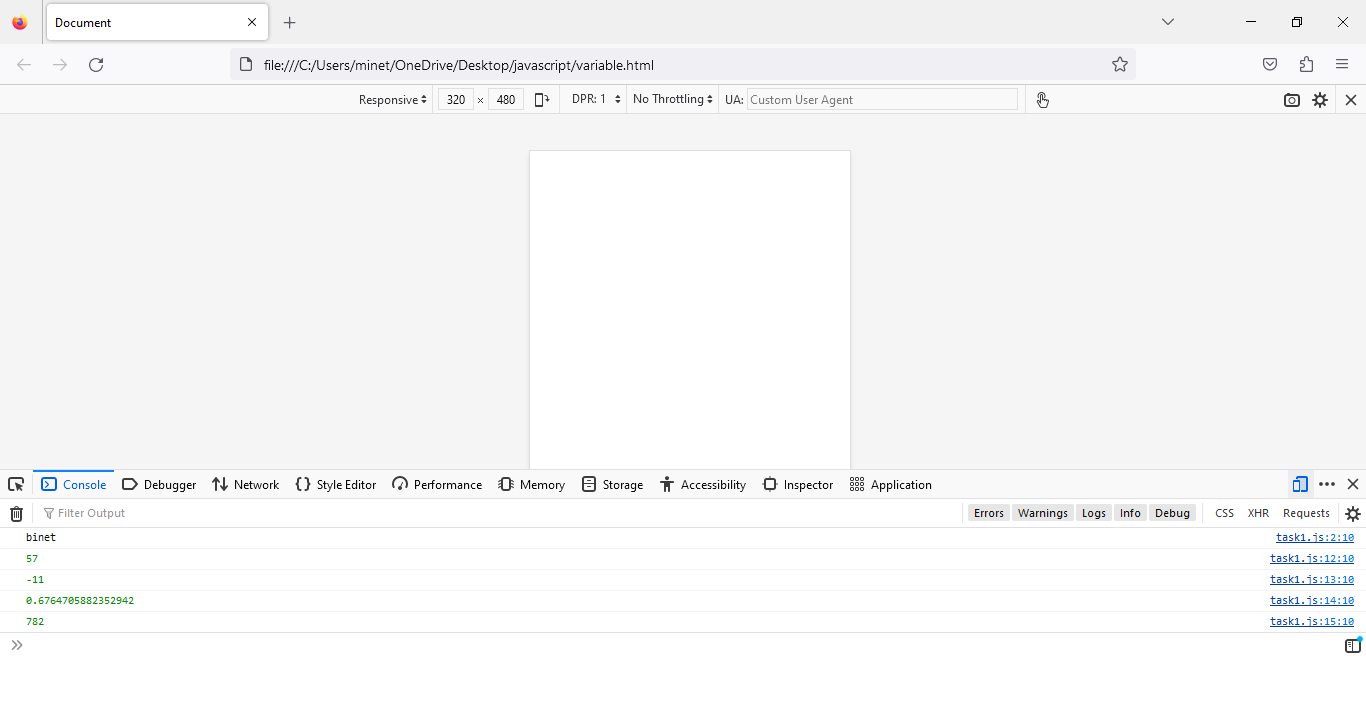 Document
file:///C:/Users/minet/OneDrive/Desktop/javascript/variable.html
Responsive 320 × 480 DPR: 1 No Throttling UA: Custom User Agent
Console Debugger Network Style Editor Performance Memory Storage Accessibility Inspector Application
Filter Output Errors Warnings Logs Info Debug CSS XHR Requests
binet task1.js:2:10
57 task1.js:12:10
-11 task1.js:13:10
0.6764705882352942 task1.js:14:10
782 task1.js:15:10